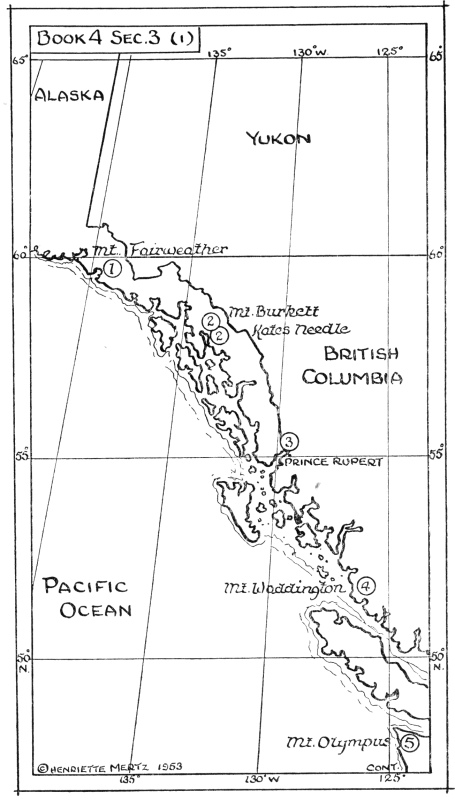 BOOK 4 SEC. 3 (1)
135° 130° W 125°
65° 65°
ALASKA
YUKON
60° 60°
Mt. Fairweather
1
2 Mt. Burkett
2 Kates Needle
BRITISH
COLUMBIA
3
55° 55°
PRINCE RUPERT
PACIFIC
OCEAN
Mt. Waddington 4
50° 50°
N. N.
Mt. Olympus 5
© HENRIETTE MERTZ 1953 CONT.
135° 130° W 125°